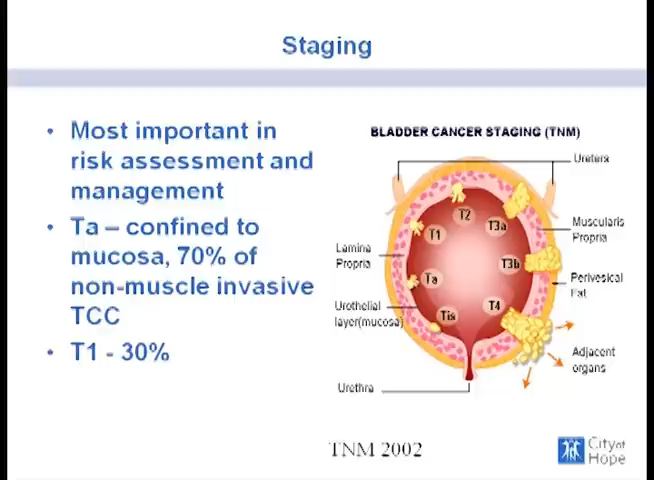 Staging
• Most important in
risk assessment and
management
• Ta – confined to
mucosa, 70% of
non-muscle invasive
TCC
• T1 - 30%
BLADDER CANCER STAGING (TNM)
Uretera
T2
T3a
T1
Muscularis
Propria
Lamina
Propria
T3b
Ta
Perivesical
Fat
Urothelial
layer(mucosa)
T4
Tis
Adjacent
organs
Urethra
TNM 2002
City of
Hope